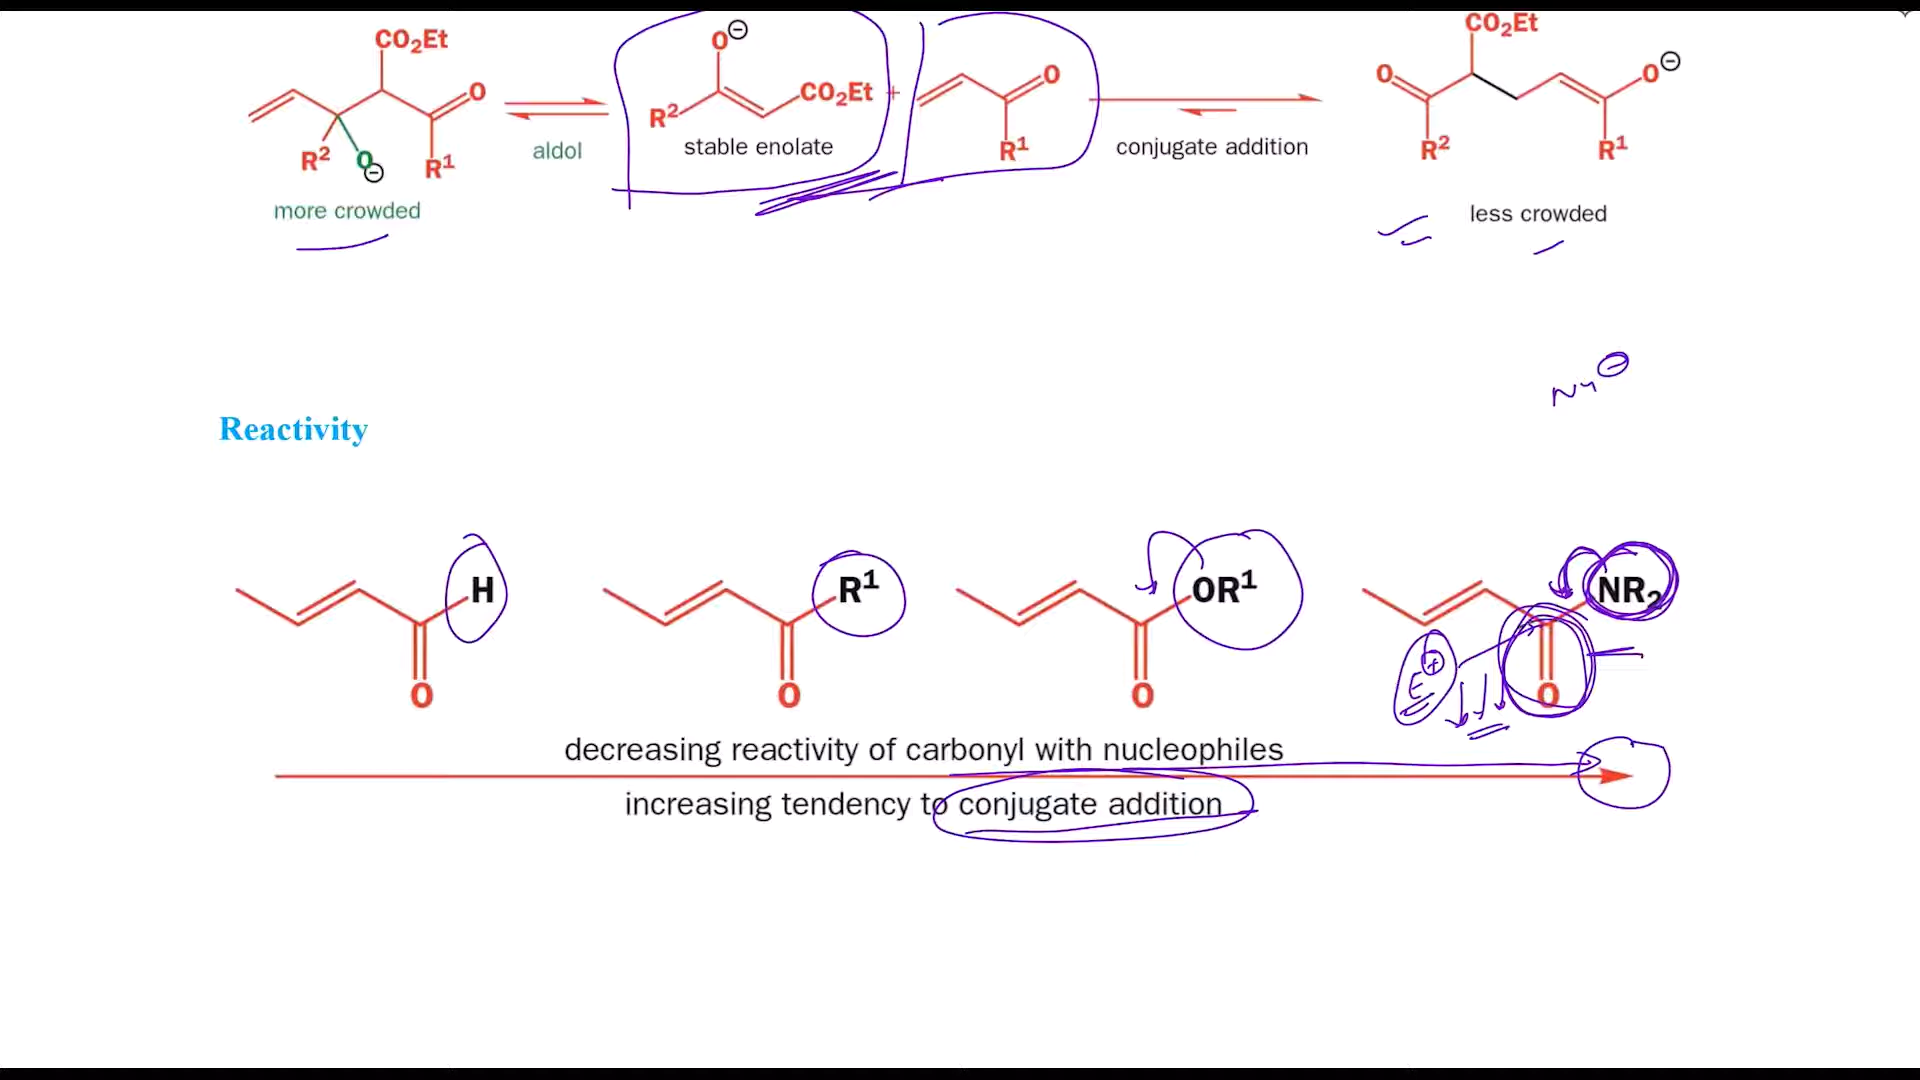 CO₂Et O⊖ CO₂Et
O R² CO₂Et + O O O⊖
R² O⊖ R¹ aldol stable enolate R¹ conjugate addition R² R¹
more crowded less crowded
Nu⊖
Reactivity
H R¹ OR¹ NR₂
E⊕
O O O O
decreasing reactivity of carbonyl with nucleophiles
increasing tendency to conjugate addition